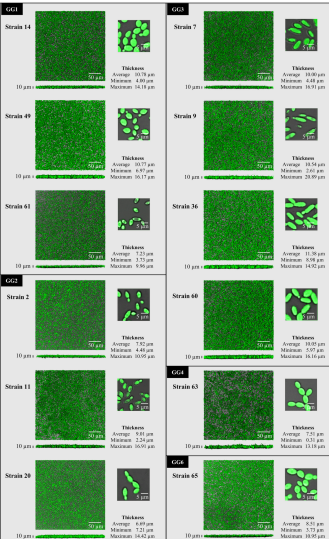 GG1
Strain 14
5 µm
50 µm
10 µm
Thickness
Average 10.78 µm
Minimum 4.00 µm
Maximum 14.18 µm
Strain 49
5 µm
50 µm
10 µm
Thickness
Average 10.77 µm
Minimum 6.97 µm
Maximum 16.17 µm
Strain 61
5 µm
50 µm
10 µm
Thickness
Average 7.23 µm
Minimum 3.73 µm
Maximum 9.96 µm
GG2
Strain 2
5 µm
50 µm
10 µm
Thickness
Average 7.92 µm
Minimum 4.48 µm
Maximum 10.95 µm
Strain 11
5 µm
50 µm
10 µm
Thickness
Average 9.01 µm
Minimum 2.24 µm
Maximum 16.91 µm
Strain 20
5 µm
50 µm
10 µm
Thickness
Average 6.69 µm
Minimum 7.21 µm
Maximum 14.42 µm
GG3
Strain 7
5 µm
50 µm
10 µm
Thickness
Average 10.00 µm
Minimum 4.48 µm
Maximum 16.91 µm
Strain 9
5 µm
50 µm
10 µm
Thickness
Average 10.54 µm
Minimum 2.61 µm
Maximum 20.89 µm
Strain 36
5 µm
50 µm
10 µm
Thickness
Average 11.38 µm
Minimum 8.98 µm
Maximum 14.92 µm
Strain 60
5 µm
50 µm
10 µm
Thickness
Average 10.05 µm
Minimum 5.97 µm
Maximum 16.16 µm
GG4
Strain 63
5 µm
50 µm
10 µm
Thickness
Average 7.51 µm
Minimum 0.31 µm
Maximum 13.18 µm
GG6
Strain 65
5 µm
50 µm
10 µm
Thickness
Average 8.51 µm
Minimum 3.73 µm
Maximum 10.95 µm